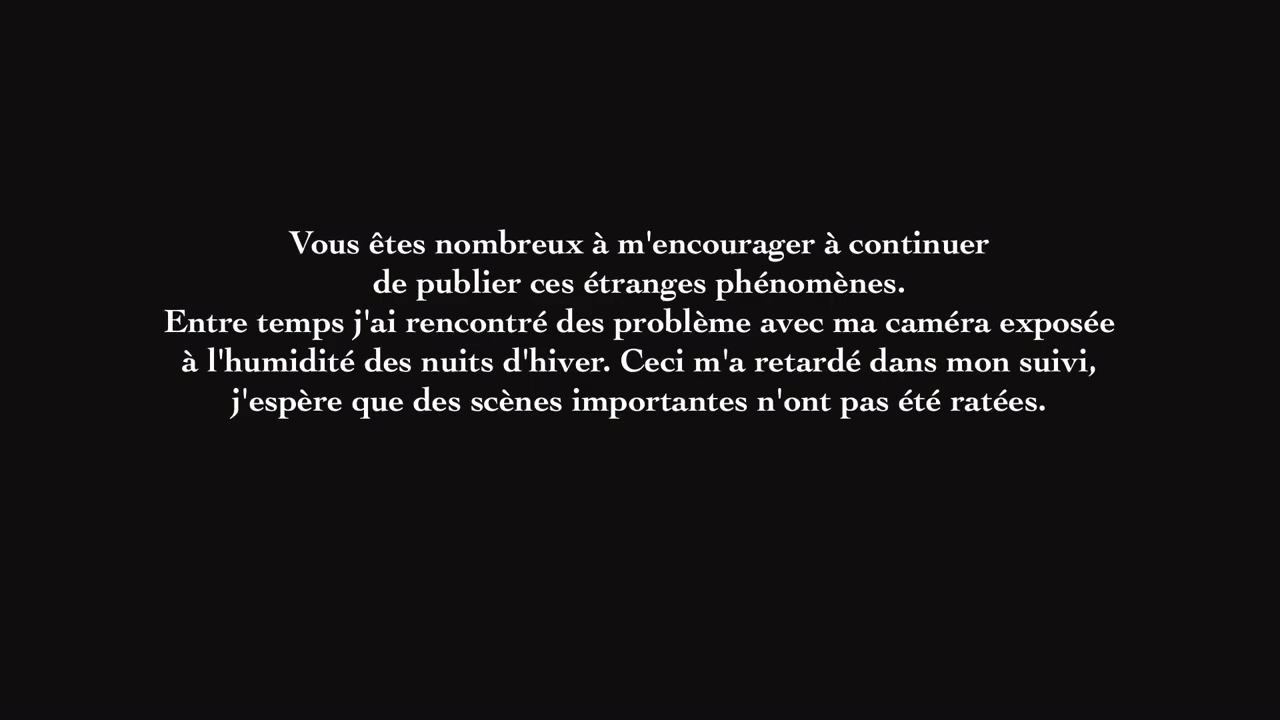 Vous êtes nombreux à m'encourager à continuer
de publier ces étranges phénomènes.
Entre temps j'ai rencontré des problème avec ma caméra exposée
à l'humidité des nuits d'hiver. Ceci m'a retardé dans mon suivi,
j'espère que des scènes importantes n'ont pas été ratées.